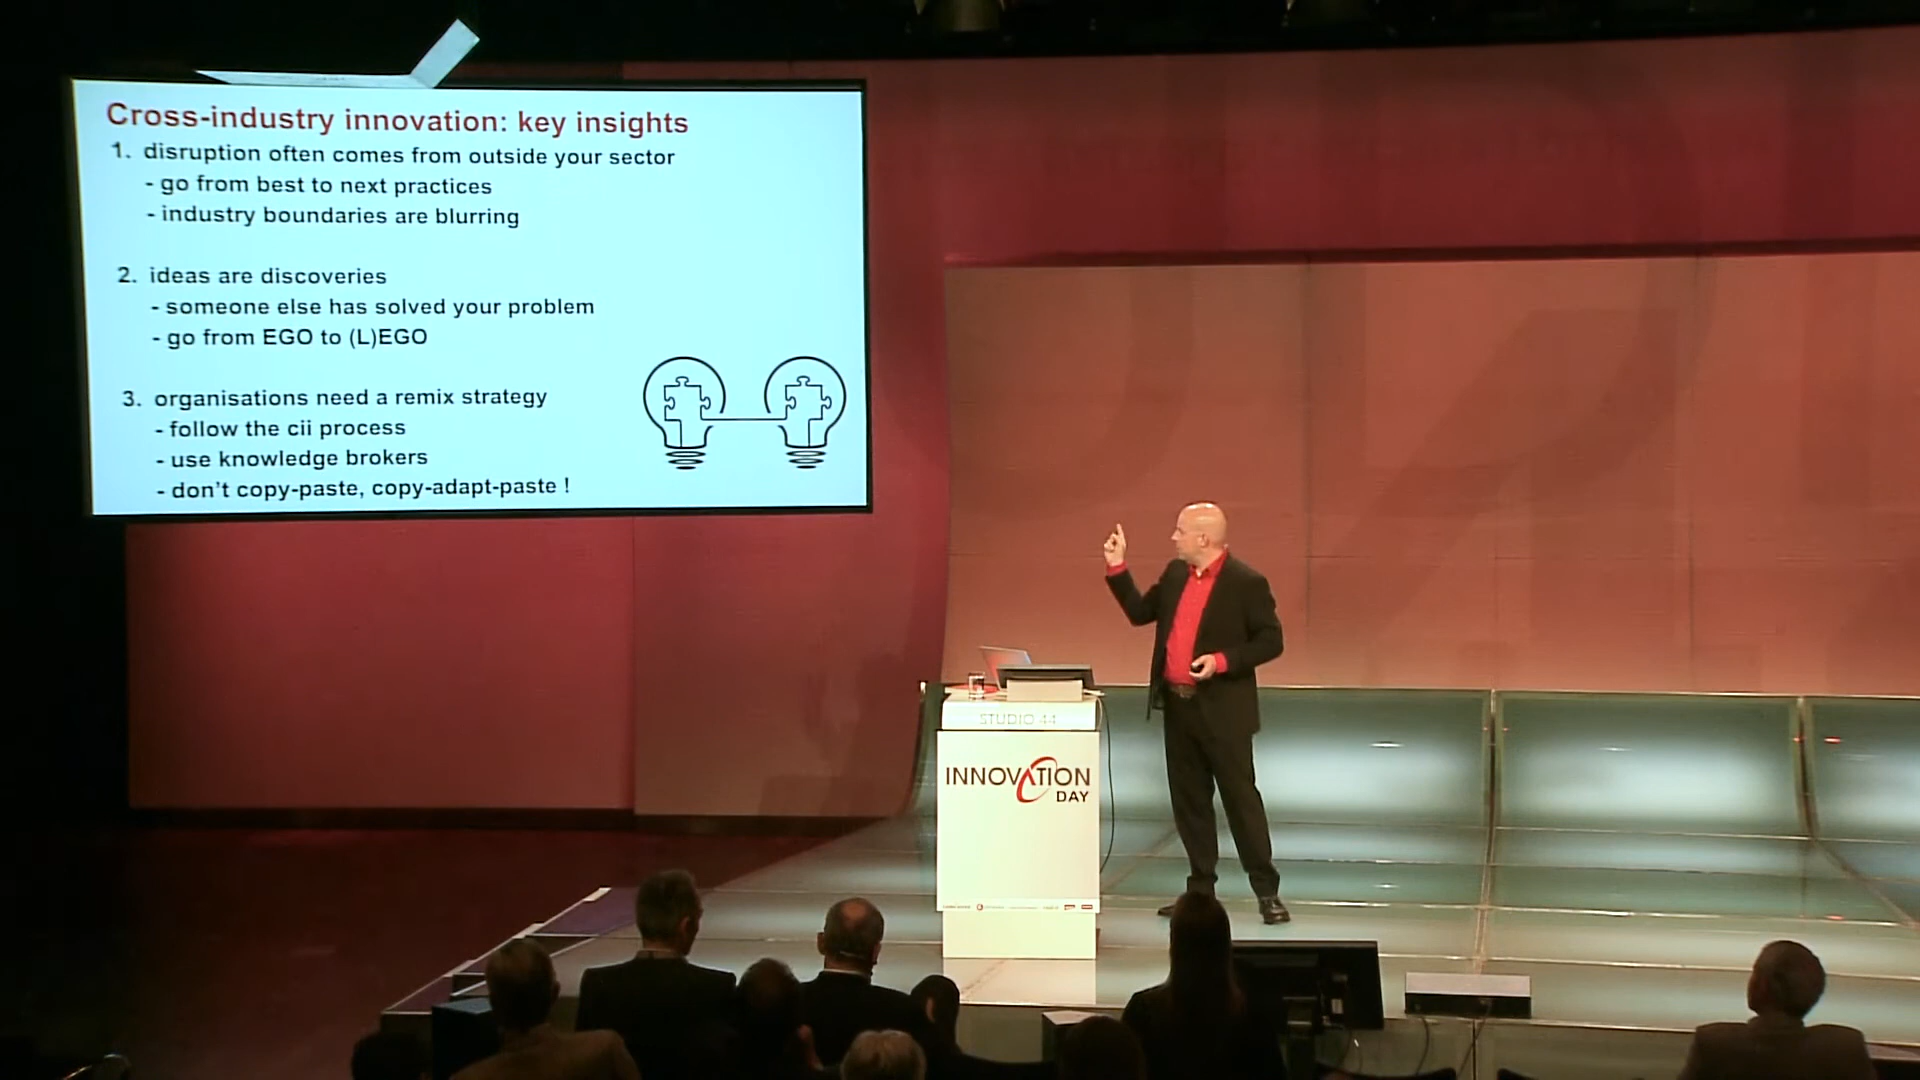 Cross-industry innovation: key insights
1. disruption often comes from outside your sector
- go from best to next practices
- industry boundaries are blurring
2. ideas are discoveries
- someone else has solved your problem
- go from EGO to (L)EGO
3. organisations need a remix strategy
- follow the cii process
- use knowledge brokers
- don't copy-paste, copy-adapt-paste !
STUDIO 44
INNOVATION
DAY